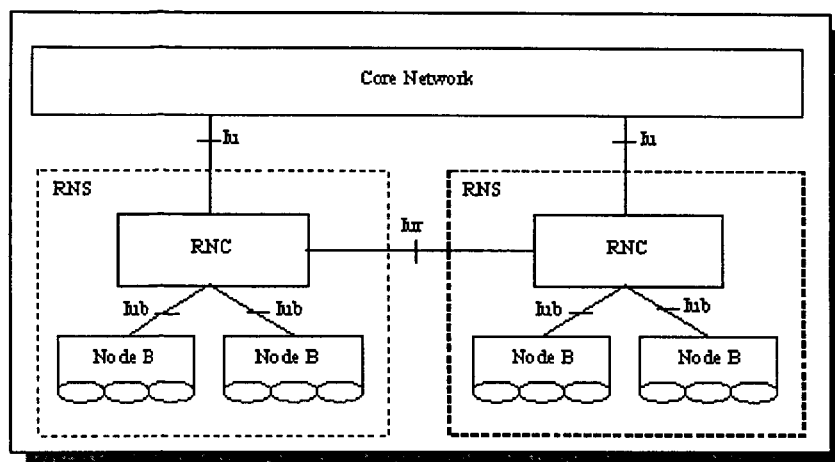 Core Network
Iu
Iu
RNS
RNS
RNC
Iur
RNC
Iub
Iub
Iub
Iub
Node B
Node B
Node B
Node B